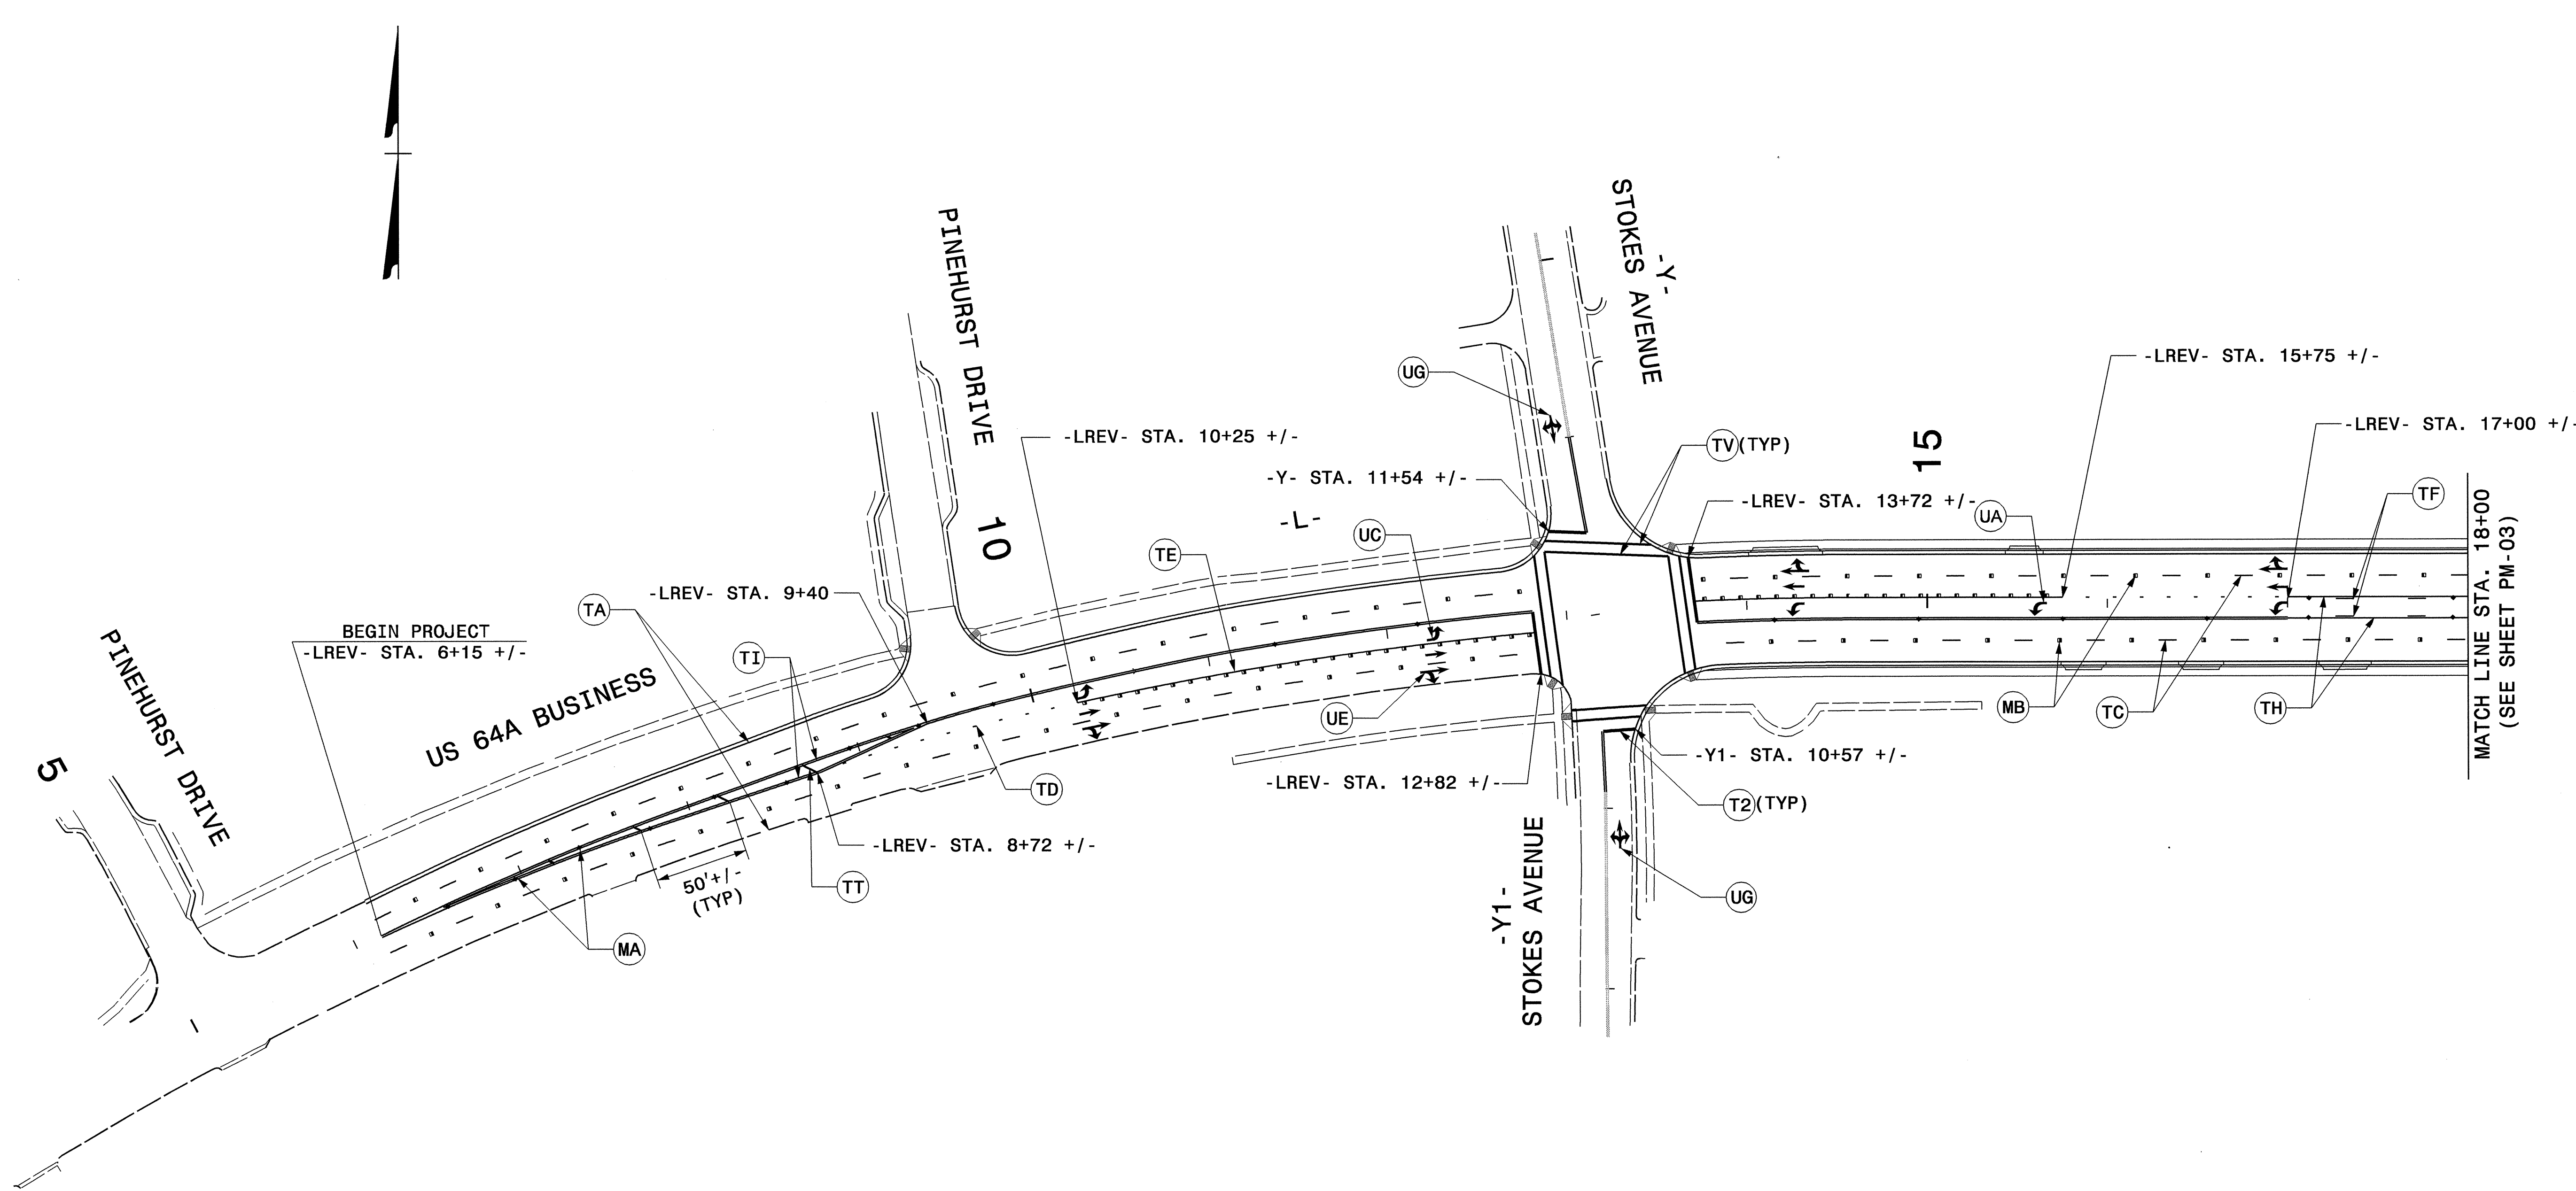 STOKES AVENUE
-Y-
PINEHURST DRIVE
-LREV- STA. 15+75 +/-
UG
-LREV- STA. 17+00 +/-
-LREV- STA. 10+25 +/-
TV (TYP)
15
-Y- STA. 11+54 +/-
-LREV- STA. 13+72 +/-
UA
TF
-L-
UC
10
TE
MATCH LINE STA. 18+00
(SEE SHEET PM-03)
-LREV- STA. 9+40
TA
BEGIN PROJECT
-LREV- STA. 6+15 +/-
TI
PINEHURST DRIVE
US 64A BUSINESS
UE
MB
TC
TH
5
-Y1- STA. 10+57 +/-
-LREV- STA. 12+82 +/-
TD
T2 (TYP)
-LREV- STA. 8+72 +/-
50'+/-
(TYP)
TT
UG
-Y1-
STOKES AVENUE
MA